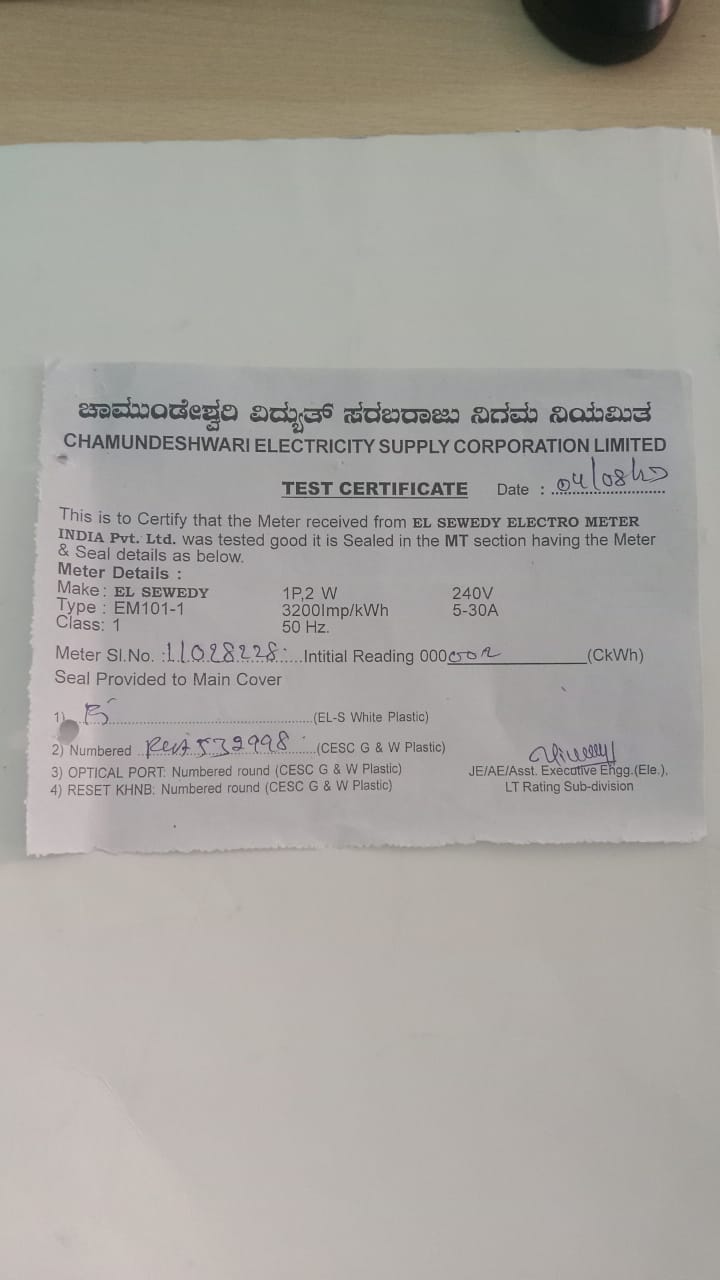 ಚಾಮುಂಡೇಶ್ವರಿ ವಿದ್ಯುತ್ ಸರಬರಾಜು ನಿಗಮ ನಿಯಮಿತ
CHAMUNDESHWARI ELECTRICITY SUPPLY CORPORATION LIMITED
TEST CERTIFICATE Date : 04/08/
This is to Certify that the Meter received from EL SEWEDY ELECTRO METER
INDIA Pvt. Ltd. was tested good it is Sealed in the MT section having the Meter
& Seal details as below.
Meter Details :
Make : EL SEWEDY 1P,2 W 240V
Type : EM101-1 3200Imp/kWh 5-30A
Class: 1 50 Hz.
Meter Sl.No. : 11028228 Intitial Reading 000 (CkWh)
Seal Provided to Main Cover
1) (EL-S White Plastic)
2) Numbered 532998 (CESC G & W Plastic)
3) OPTICAL PORT: Numbered round (CESC G & W Plastic)
4) RESET KHNB: Numbered round (CESC G & W Plastic)
JE/AE/Asst. Executive Engg.(Ele.),
LT Rating Sub-division